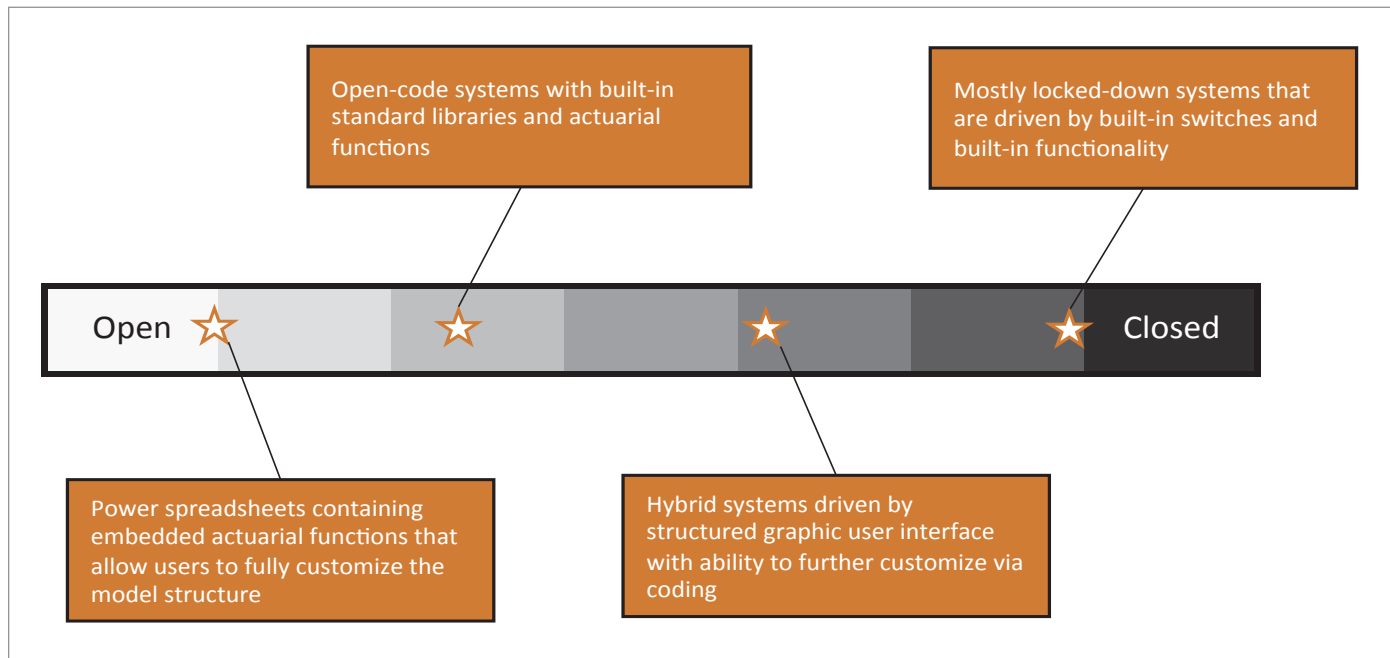 Open-code systems with built-in
standard libraries and actuarial
functions
Mostly locked-down systems that
are driven by built-in switches and
built-in functionality
Open
Closed
Power spreadsheets containing
embedded actuarial functions that
allow users to fully customize the
model structure
Hybrid systems driven by
structured graphic user interface
with ability to further customize via
coding